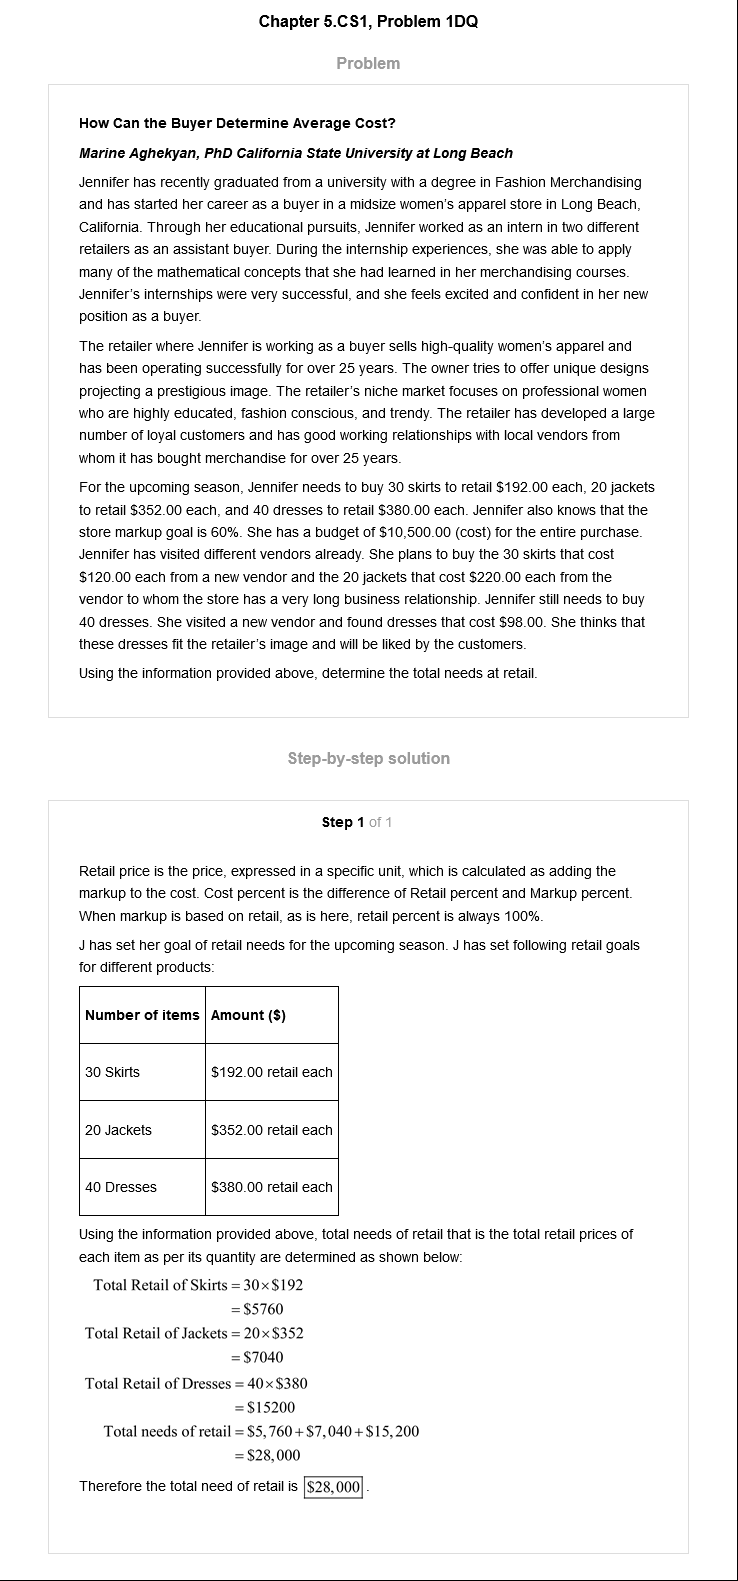 Chapter 5.CS1, Problem 1DQ
Problem
How Can the Buyer Determine Average Cost?
Marine Aghekyan, PhD California State University at Long Beach
Jennifer has recently graduated from a university with a degree in Fashion Merchandising
and has started her career as a buyer in a midsize women's apparel store in Long Beach,
California. Through her educational pursuits, Jennifer worked as an intern in two different
retailers as an assistant buyer. During the internship experiences, she was able to apply
many of the mathematical concepts that she had learned in her merchandising courses.
Jennifer's internships were very successful, and she feels excited and confident in her new
position as a buyer.
The retailer where Jennifer is working as a buyer sells high-quality women's apparel and
has been operating successfully for over 25 years. The owner tries to offer unique designs
projecting a prestigious image. The retailer's niche market focuses on professional women
who are highly educated, fashion conscious, and trendy. The retailer has developed a large
number of loyal customers and has good working relationships with local vendors from
whom it has bought merchandise for over 25 years.
For the upcoming season, Jennifer needs to buy 30 skirts to retail $192.00 each, 20 jackets
to retail $352.00 each, and 40 dresses to retail $380.00 each. Jennifer also knows that the
store markup goal is 60%. She has a budget of $10,500.00 (cost) for the entire purchase.
Jennifer has visited different vendors already. She plans to buy the 30 skirts that cost
$120.00 each from a new vendor and the 20 jackets that cost $220.00 each from the
vendor to whom the store has a very long business relationship. Jennifer still needs to buy
40 dresses. She visited a new vendor and found dresses that cost $98.00. She thinks that
these dresses fit the retailer's image and will be liked by the customers.
Using the information provided above, determine the total needs at retail.
Step-by-step solution
Step 1 of 1
Retail price is the price, expressed in a specific unit, which is calculated as adding the
markup to the cost. Cost percent is the difference of Retail percent and Markup percent.
When markup is based on retail, as is here, retail percent is always 100%.
J has set her goal of retail needs for the upcoming season. J has set following retail goals
for different products:
Number of items Amount ($)
30 Skirts $192.00 retail each
20 Jackets $352.00 retail each
40 Dresses $380.00 retail each
Using the information provided above, total needs of retail that is the total retail prices of
each item as per its quantity are determined as shown below:
Total Retail of Skirts = 30×$192
= $5760
Total Retail of Jackets = 20×$352
= $7040
Total Retail of Dresses = 40×$380
= $15200
Total needs of retail = $5,760+$7,040+$15,200
= $28,000
Therefore the total need of retail is $28,000 .